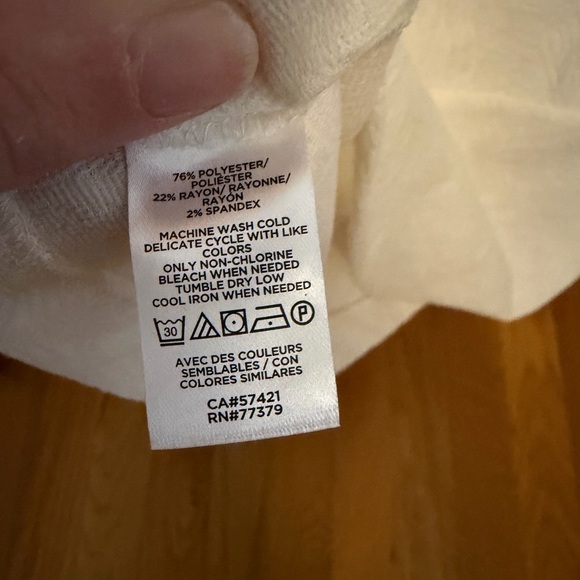 76% POLYESTER/
POLIÉSTER
22% RAYON/ RAYONNE/
RAYÓN
2% SPANDEX
MACHINE WASH COLD
DELICATE CYCLE WITH LIKE
COLORS
ONLY NON-CHLORINE
BLEACH WHEN NEEDED
TUMBLE DRY LOW
COOL IRON WHEN NEEDED
30 P
AVEC DES COULEURS
SEMBLABLES / CON
COLORES SIMILARES
CA#57421
RN#77379